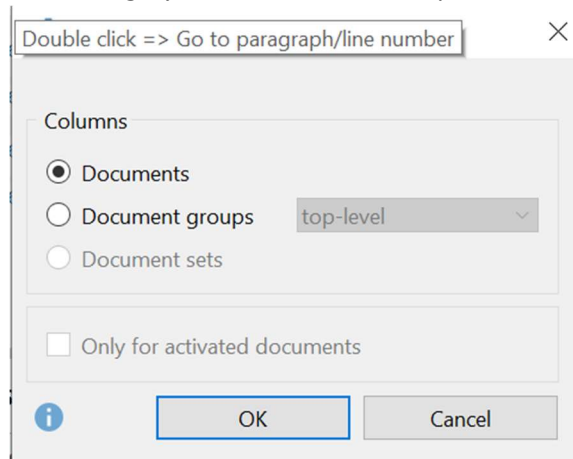 Double click => Go to paragraph/line number
Columns
Documents
Document groups top-level
Document sets
Only for activated documents
OK Cancel